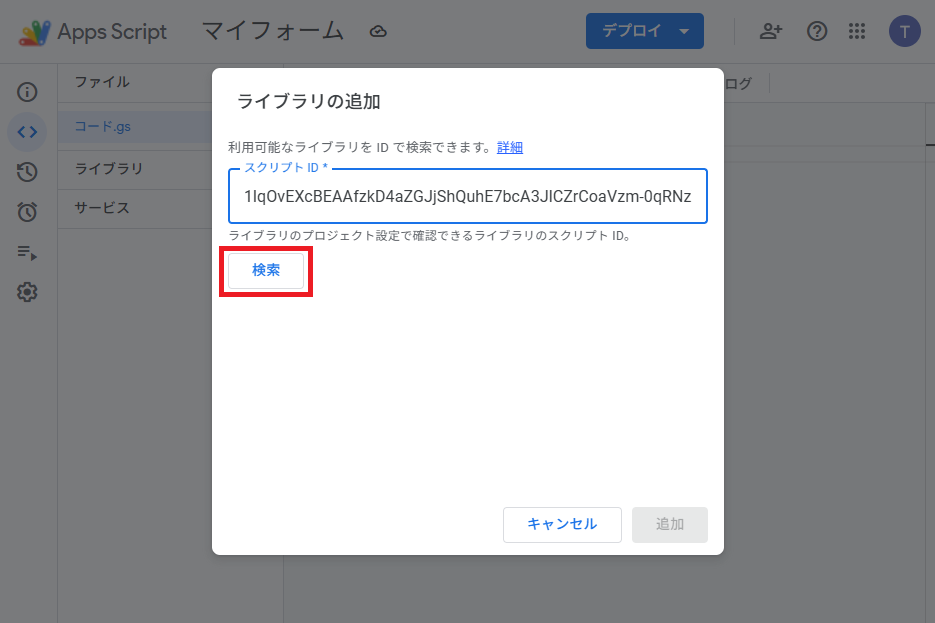 Apps Script
マイフォーム
デプロイ
T
ファイル
ログ
コード.gs
ライブラリ
サービス
ライブラリの追加
利用可能なライブラリを ID で検索できます。詳細
スクリプト ID *
1IqOvEXcBEAAfzkD4aZGJjShQuhE7bcA3JICZrCoaVzm-0qRNz
ライブラリのプロジェクト設定で確認できるライブラリのスクリプト ID。
検索
キャンセル
追加